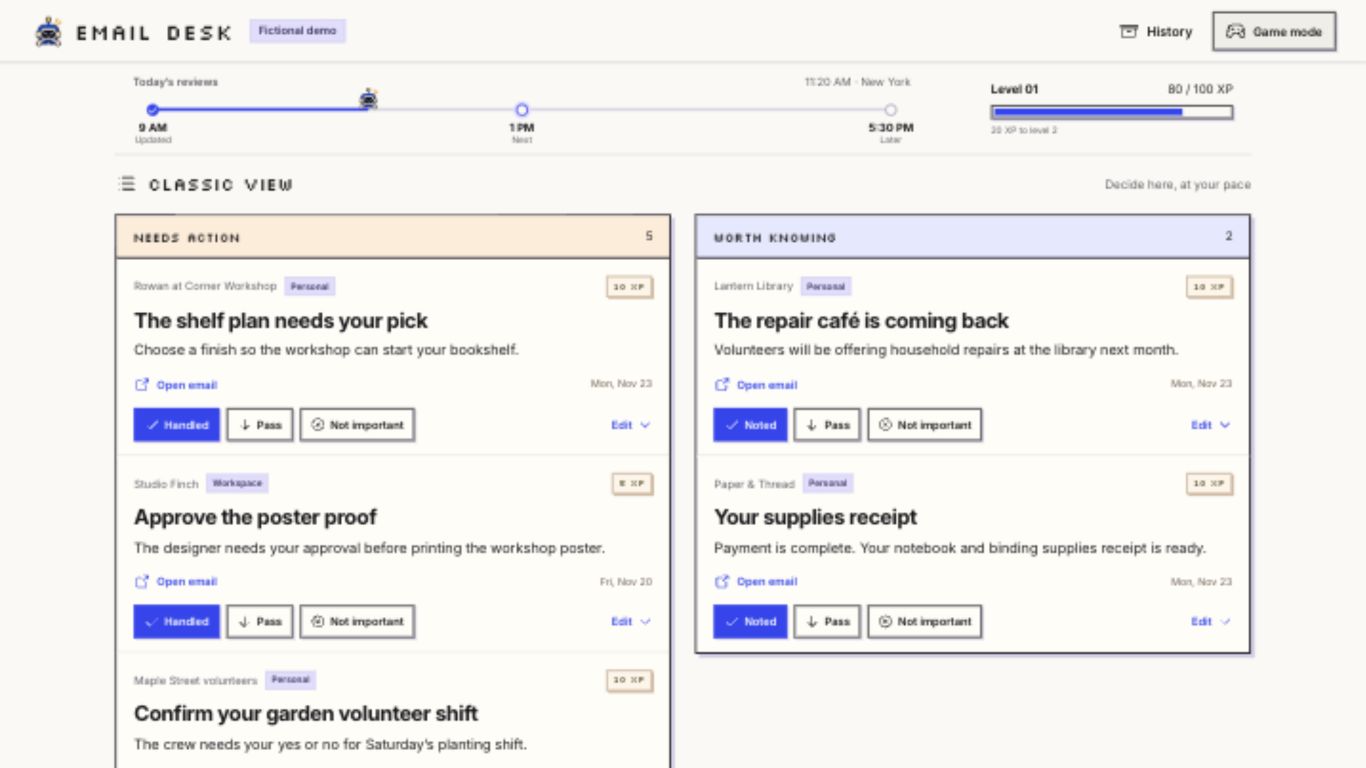 EMAIL DESK
Fictional demo
History
Game mode
Today's reviews
11:20 AM · New York
9 AM
Updated
1 PM
Next
5:30 PM
Later
Level 01
80 / 100 XP
20 XP to level 2
CLASSIC VIEW
Decide here, at your pace
NEEDS ACTION
5
Rowan at Corner Workshop
Personal
10 XP
The shelf plan needs your pick
Choose a finish so the workshop can start your bookshelf.
Open email
Mon, Nov 23
Handled
Pass
Not important
Edit
Studio Finch
Workspace
8 XP
Approve the poster proof
The designer needs your approval before printing the workshop poster.
Open email
Fri, Nov 20
Handled
Pass
Not important
Edit
Maple Street volunteers
Personal
10 XP
Confirm your garden volunteer shift
The crew needs your yes or no for Saturday's planting shift.
WORTH KNOWING
2
Lantern Library
Personal
10 XP
The repair café is coming back
Volunteers will be offering household repairs at the library next month.
Open email
Mon, Nov 23
Noted
Pass
Not important
Edit
Paper & Thread
Personal
10 XP
Your supplies receipt
Payment is complete. Your notebook and binding supplies receipt is ready.
Open email
Mon, Nov 23
Noted
Pass
Not important
Edit